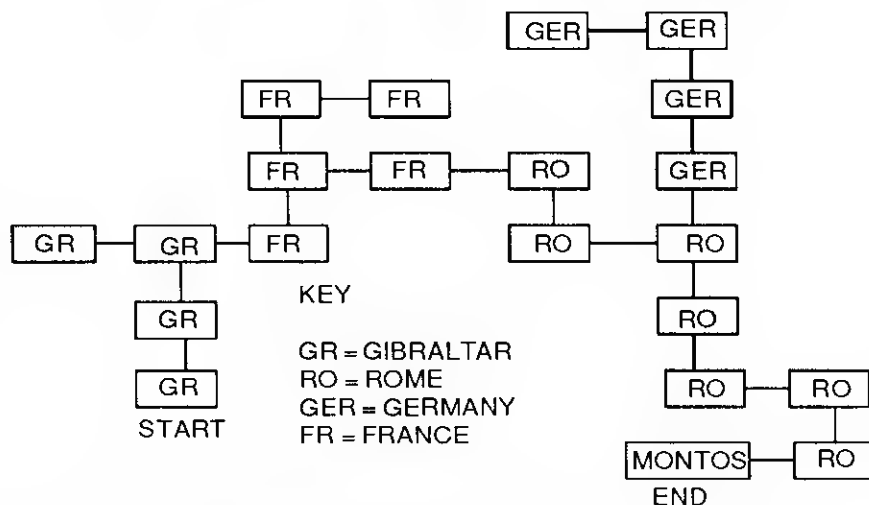 GER GER
FR FR GER
FR FR RO GER
GR GR FR RO RO
KEY
GR RO
GR = GIBRALTAR
GR RO = ROME RO RO
START GER = GERMANY
FR = FRANCE MONTOS RO
END